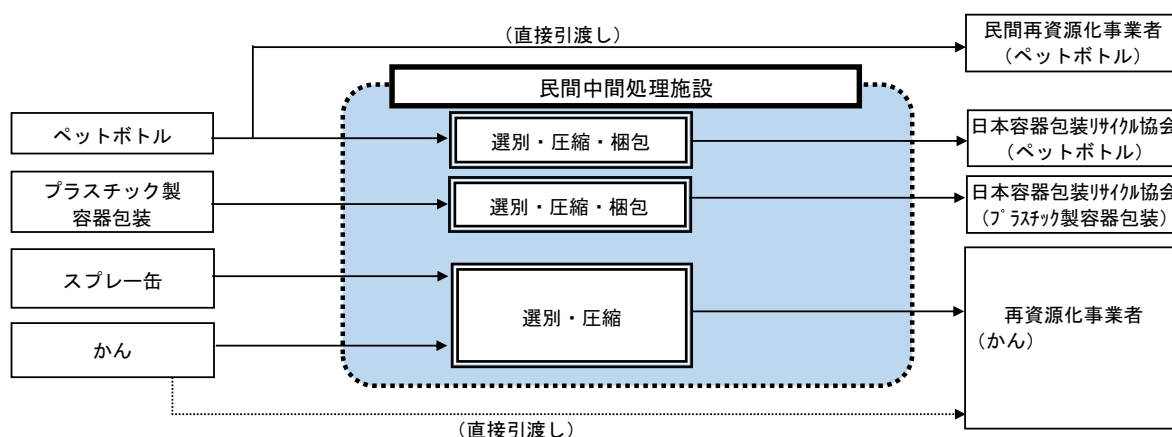 (直接引渡し)
民間再資源化事業者
(ペットボトル)
民間中間処理施設
ペットボトル
選別・圧縮・梱包
日本容器包装ﾘｻｲｸﾙ協会
(ペットボトル)
プラスチック製
容器包装
選別・圧縮・梱包
日本容器包装ﾘｻｲｸﾙ協会
(ﾌﾟﾗｽﾁｯｸ製容器包装)
スプレー缶
選別・圧縮
再資源化事業者
(かん)
かん
(直接引渡し)